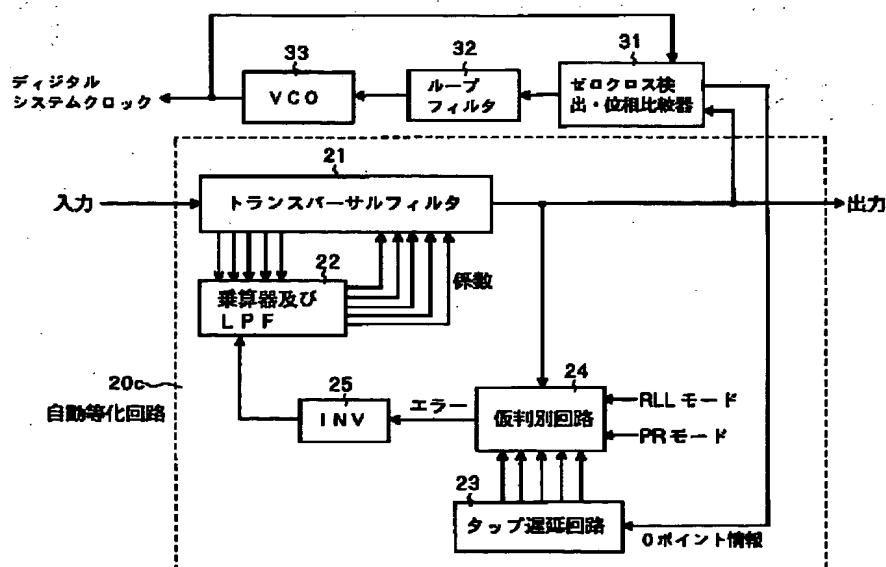 33
32
31
ディジタル
システムクロック
VCO
ループ
フィルタ
ゼロクロス検
出・位相比較器
21
入力
トランスバーサルフィルタ
出力
22
乗算器及び
LPF
係数
20c
自動等化回路
25
INV
エラー
24
仮判別回路
RLLモード
PRモード
23
タップ遅延回路
0ポイント情報